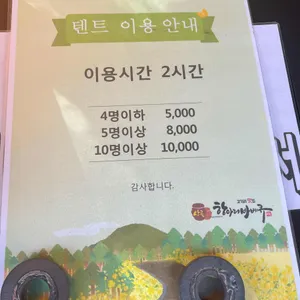 텐트 이용안내
이용시간 2시간
4명이하 5,000
5명이상 8,000
10명이상 10,000
감사합니다.